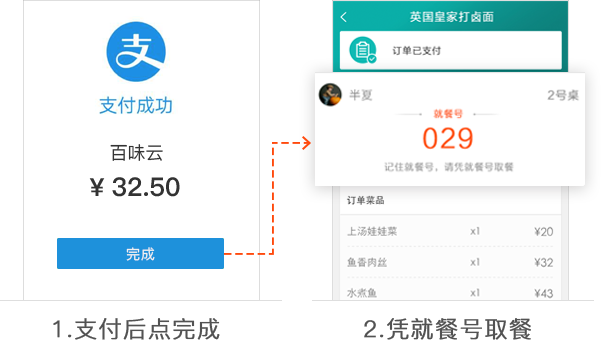 支
支付成功
百味云
¥ 32.50
完成
1.支付后点完成
英国皇家打卤面
订单已支付
半夏
2号桌
就餐号
029
记住就餐号，请凭就餐号取餐
订单菜品
上汤娃娃菜 x1 ¥20
鱼香肉丝 x1 ¥32
水煮鱼 x1 ¥43
2.凭就餐号取餐